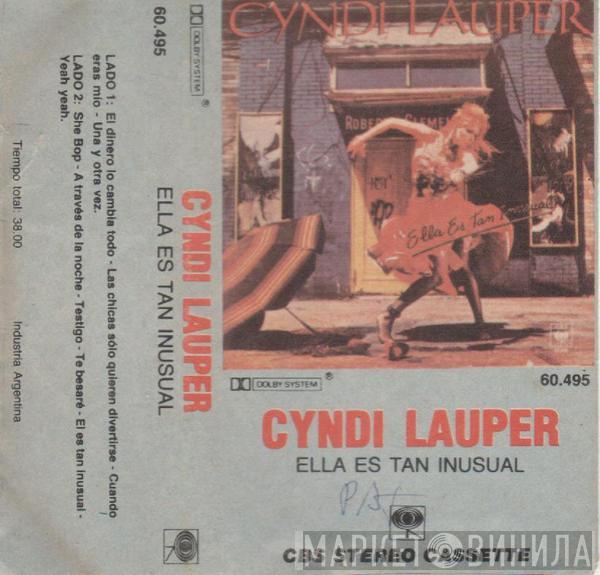 60.495
DOLBY SYSTEM®
LADO 1: El dinero lo cambia todo - Las chicas sólo quieren divertirse - Cuando
eras mío - Una y otra vez.
LADO 2: She Bop - A través de la noche - Testigo - Te besaré - El es tan inusual -
Yeah yeah.
Tiempo total: 38.00
Industria Argentina
CYNDI LAUPER
ELLA ES TAN INUSUAL
CYNDI LAUPER
Ella Es Tan Inusual
DOLBY SYSTEM®
60.495
CYNDI LAUPER
ELLA ES TAN INUSUAL
CBS STEREO CASSETTE
МАРКЕТ ВИНИЛА